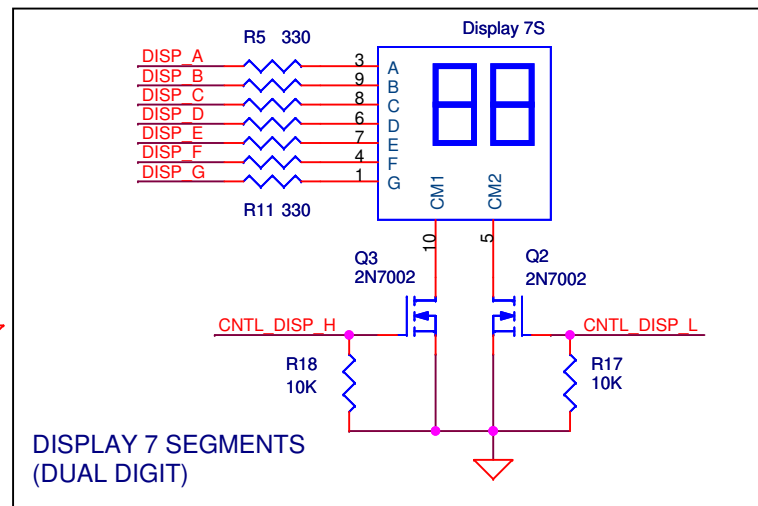 Display 7S
R5 330
DISP_A 3 A
DISP_B 9 B
DISP_C 8 C
DISP_D 6 D
DISP_E 7 E
DISP_F 4 F
DISP_G 1 G
R11 330
CM1
CM2
10
5
Q3
2N7002
Q2
2N7002
CNTL_DISP_H
CNTL_DISP_L
R18
10K
R17
10K
DISPLAY 7 SEGMENTS
(DUAL DIGIT)